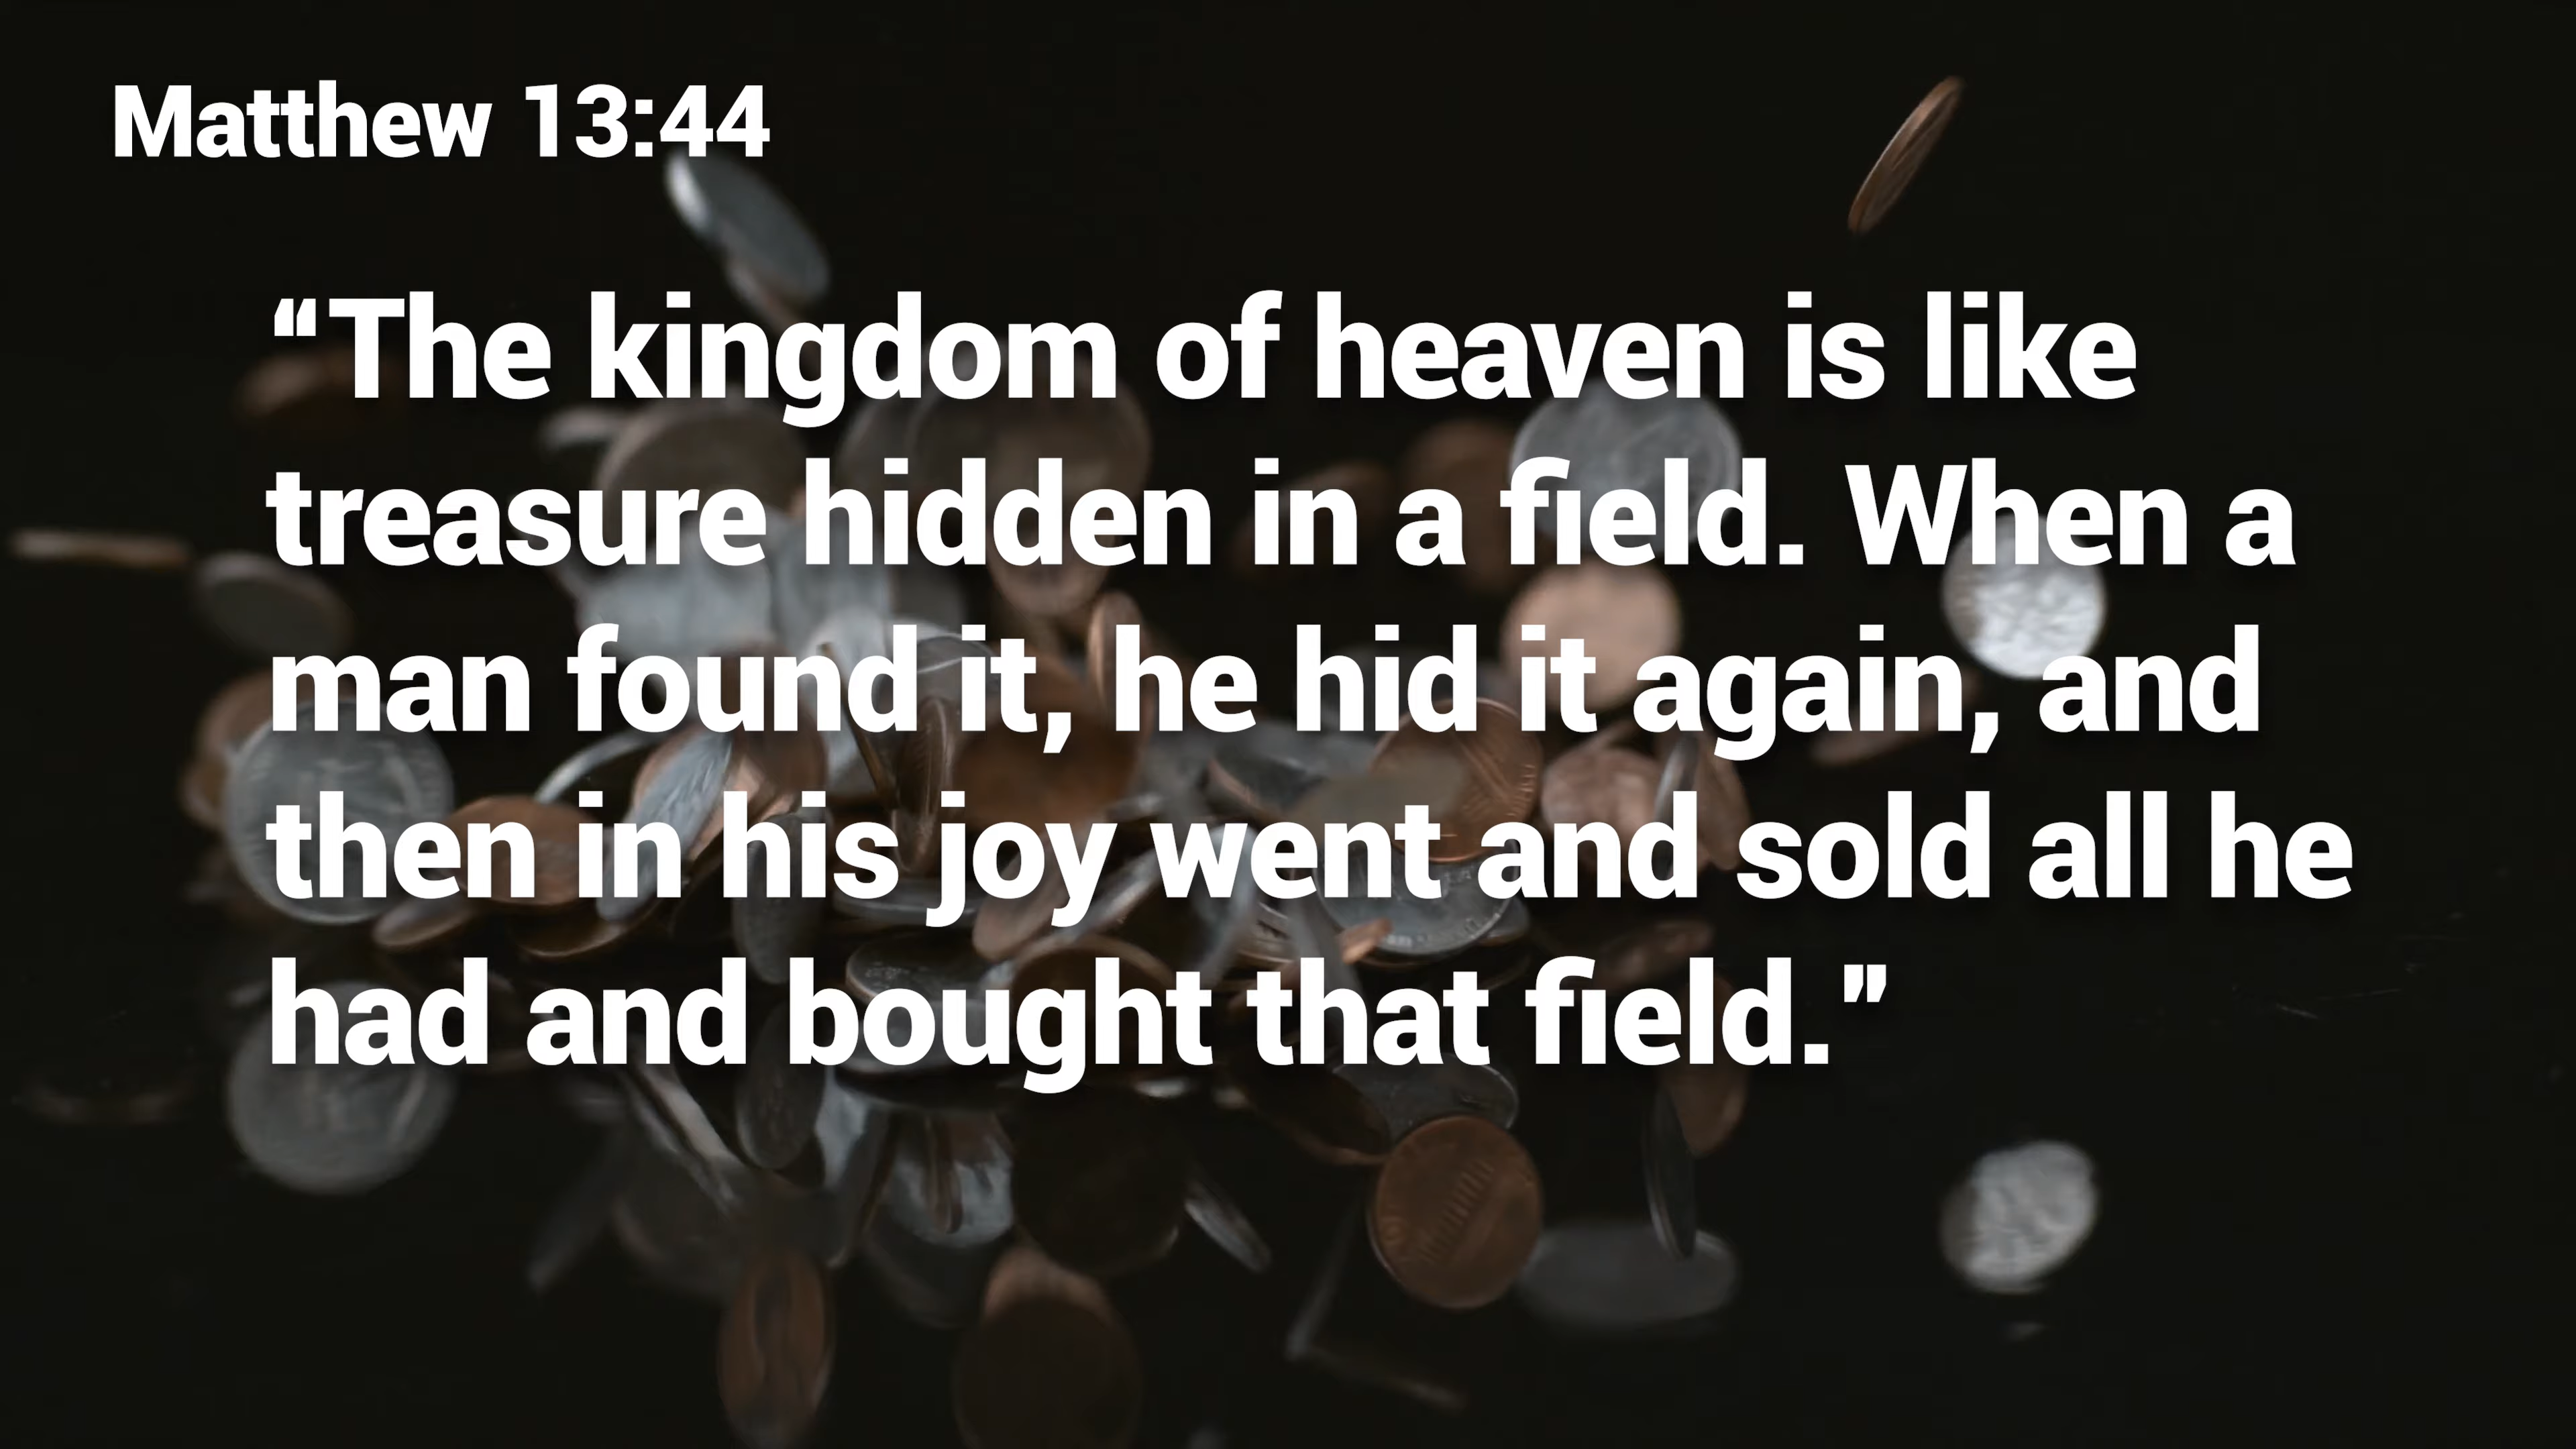 Matthew 13:44
“The kingdom of heaven is like
treasure hidden in a field. When a
man found it, he hid it again, and
then in his joy went and sold all he
had and bought that field.”